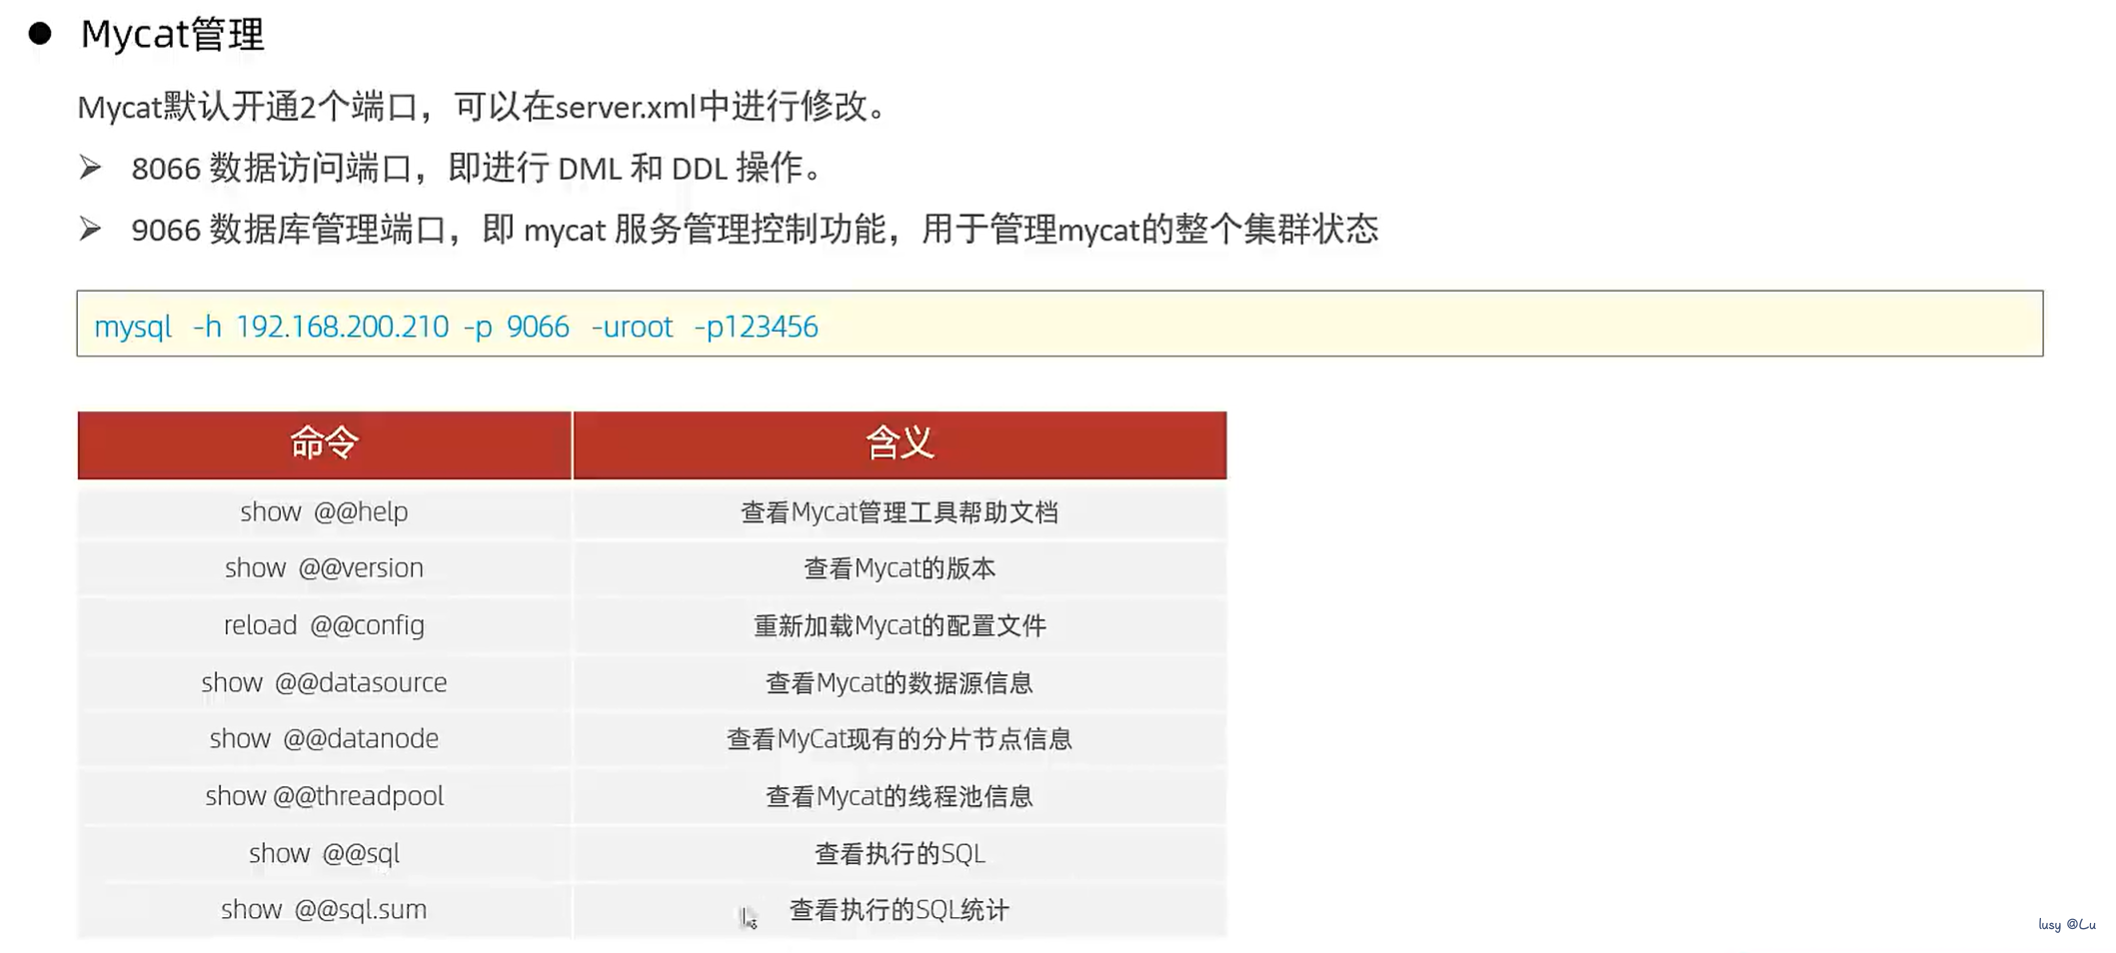 Mycat管理
Mycat默认开通2个端口，可以在server.xml中进行修改。
8066 数据访问端口，即进行 DML 和 DDL 操作。
9066 数据库管理端口，即 mycat 服务管理控制功能，用于管理mycat的整个集群状态
mysql -h 192.168.200.210 -p 9066 -uroot -p123456
命令 含义
show @@help 查看Mycat管理工具帮助文档
show @@version 查看Mycat的版本
reload @@config 重新加载Mycat的配置文件
show @@datasource 查看Mycat的数据源信息
show @@datanode 查看MyCat现有的分片节点信息
show @@threadpool 查看Mycat的线程池信息
show @@sql 查看执行的SQL
show @@sql.sum 查看执行的SQL统计
lusy @Lu